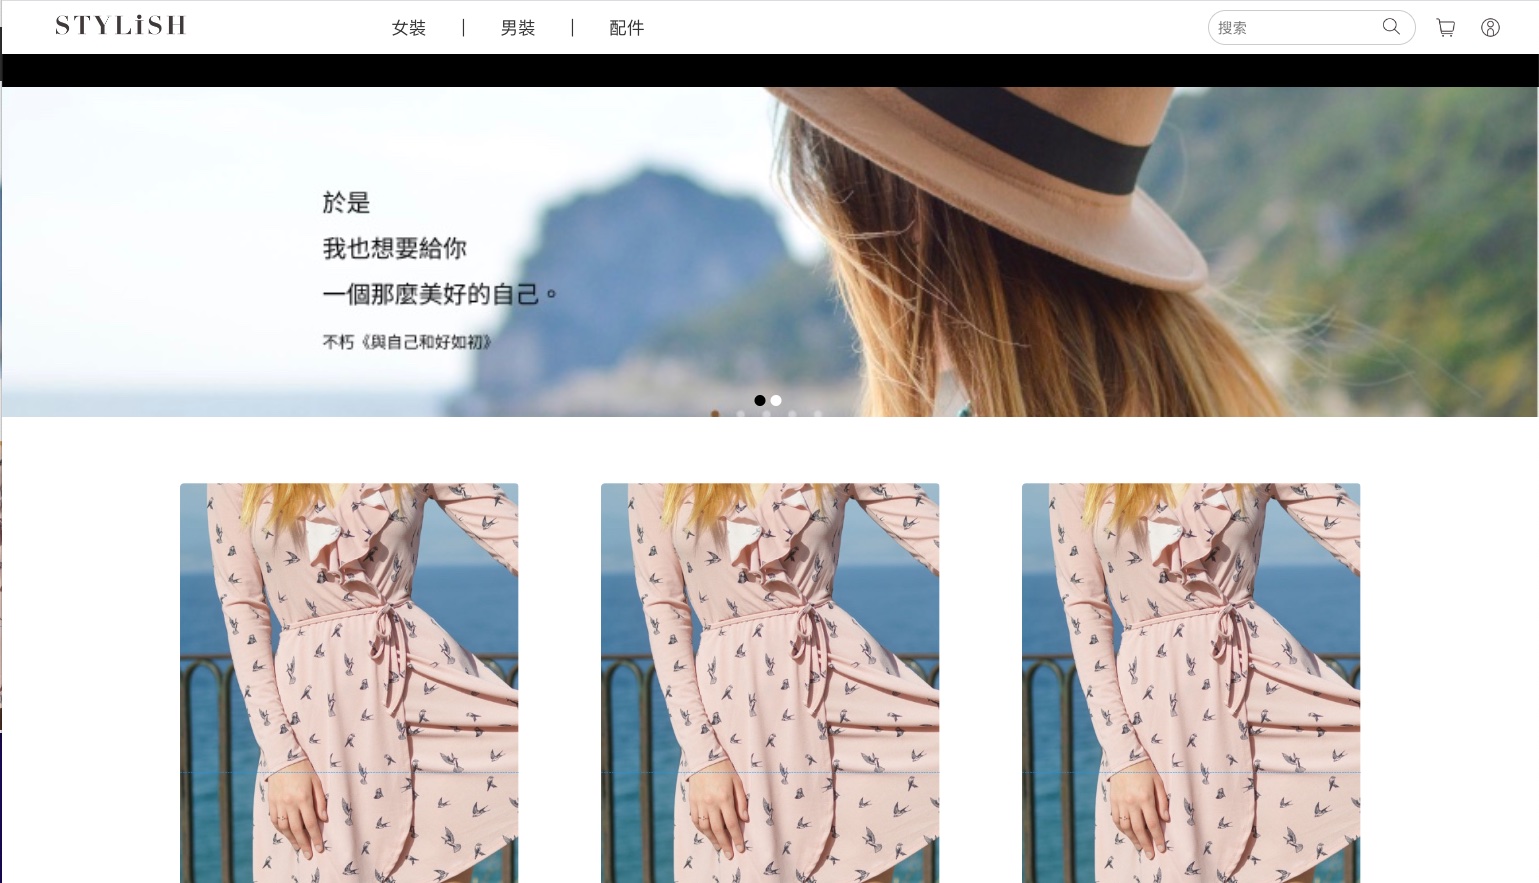 STYLiSH
女裝 | 男裝 | 配件
搜索
於是
我也想要給你
一個那麼美好的自己。
不朽《與自己和好如初》